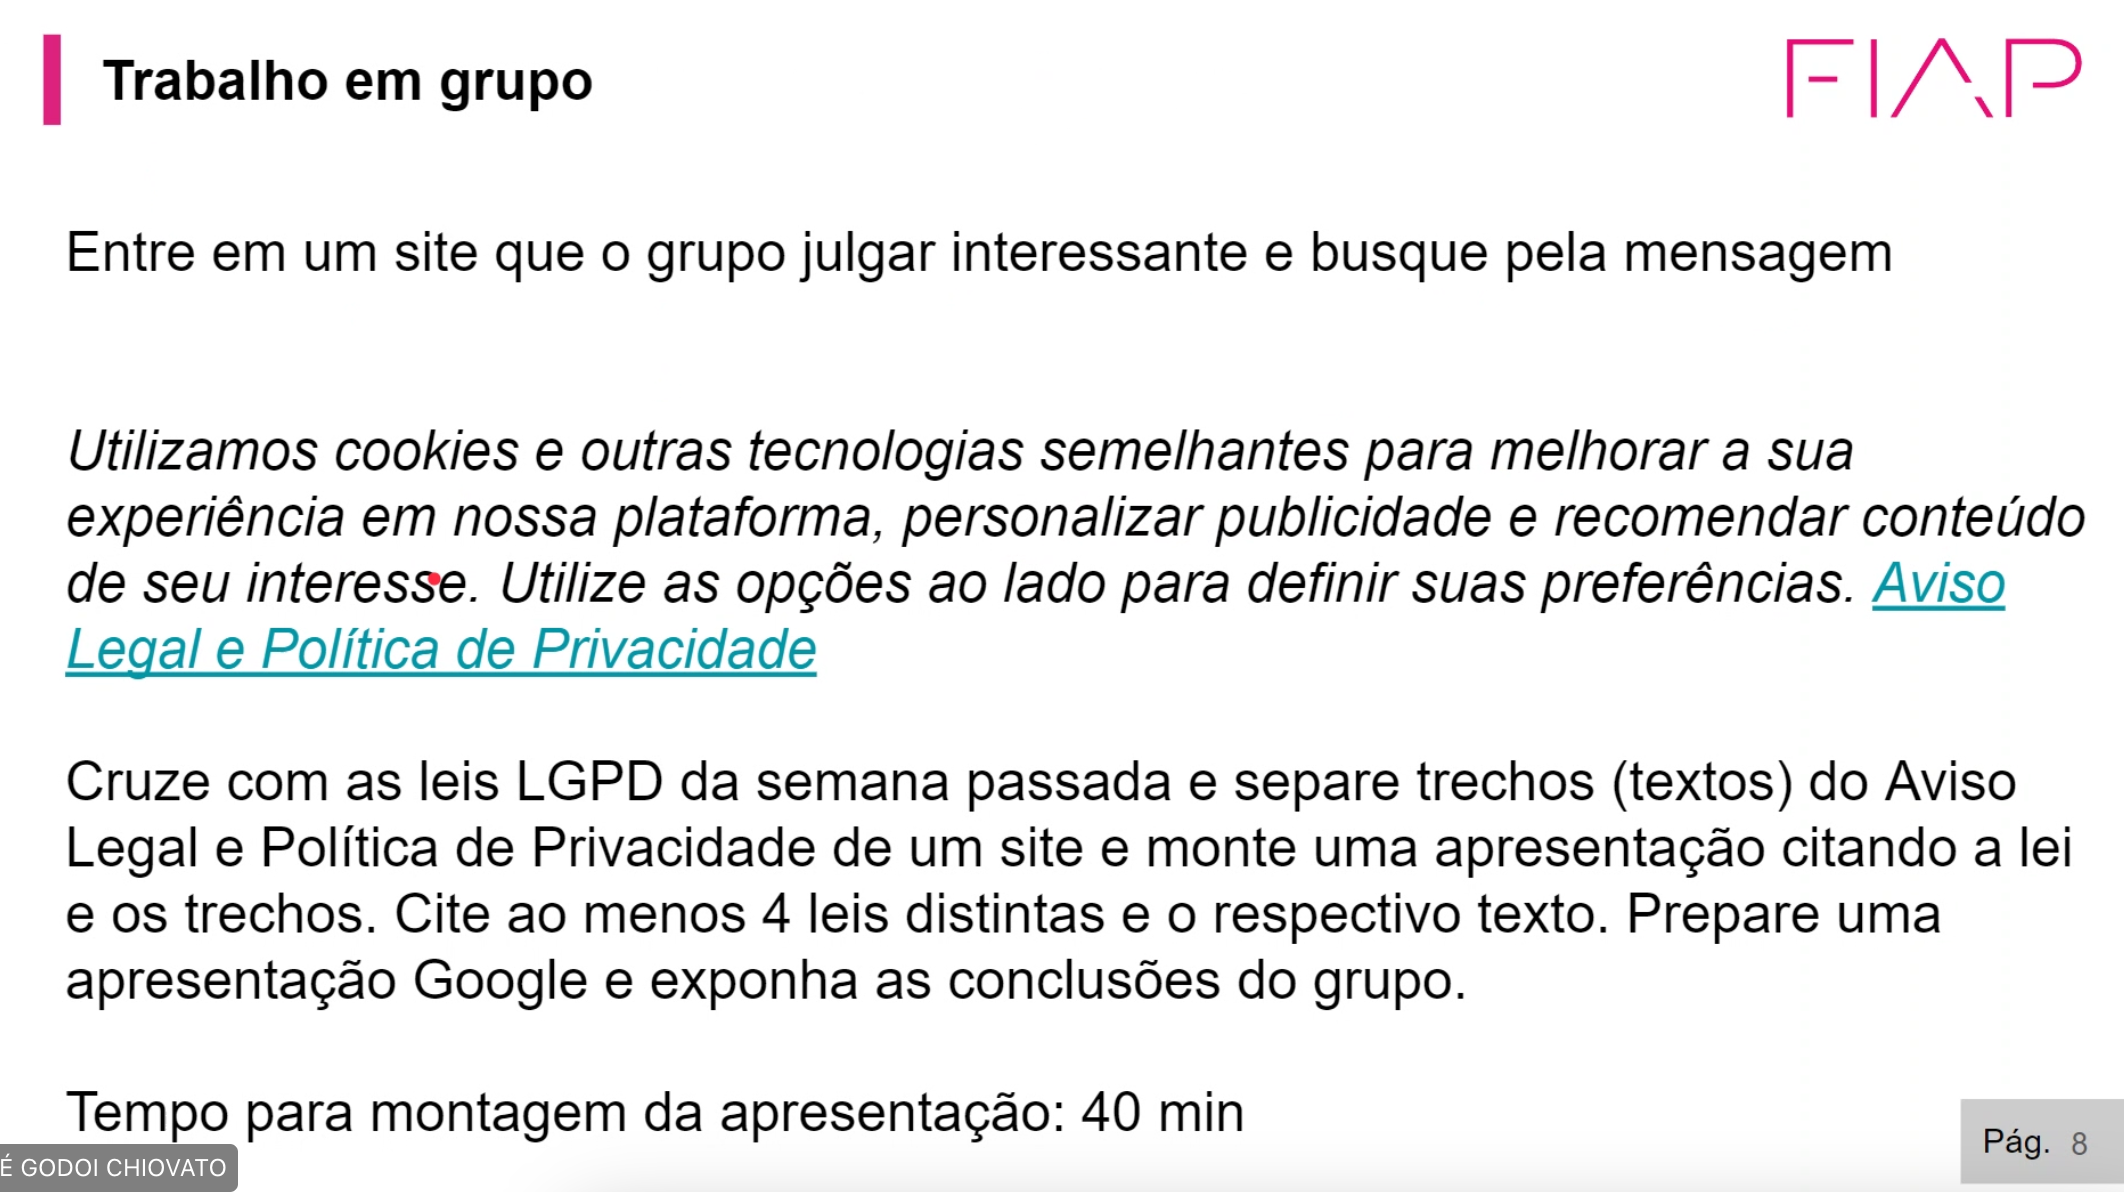 Trabalho em grupo
FIAP
Entre em um site que o grupo julgar interessante e busque pela mensagem
Utilizamos cookies e outras tecnologias semelhantes para melhorar a sua
experiência em nossa plataforma, personalizar publicidade e recomendar conteúdo
de seu interesse. Utilize as opções ao lado para definir suas preferências. Aviso
Legal e Política de Privacidade
Cruze com as leis LGPD da semana passada e separe trechos (textos) do Aviso
Legal e Política de Privacidade de um site e monte uma apresentação citando a lei
e os trechos. Cite ao menos 4 leis distintas e o respectivo texto. Prepare uma
apresentação Google e exponha as conclusões do grupo.
Tempo para montagem da apresentação: 40 min
É GODOI CHIOVATO
Pág. 8